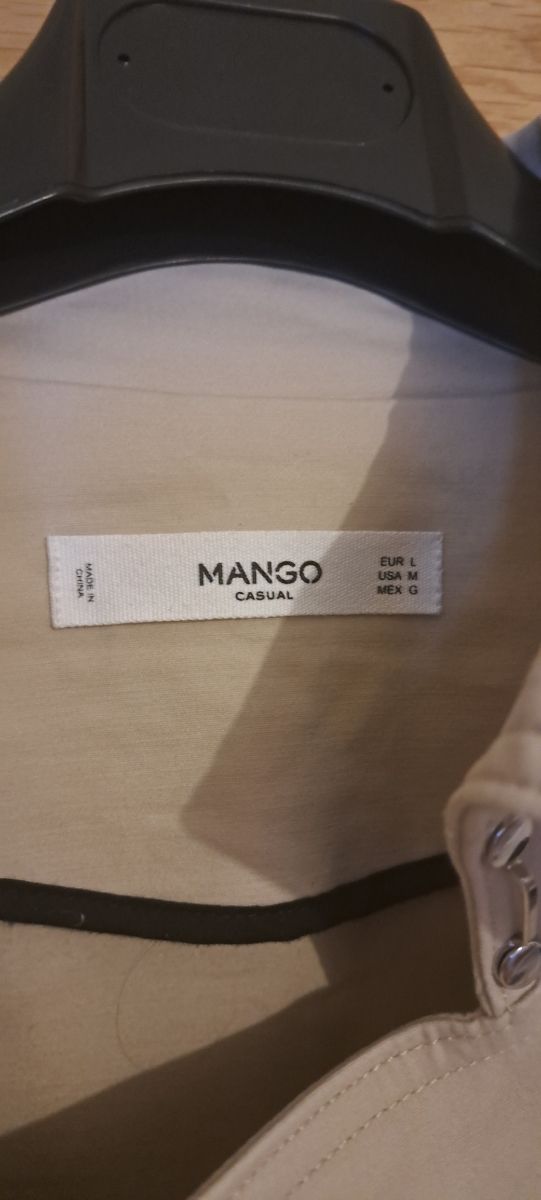 MADE IN
CHINA
MANGO
CASUAL
EUR L
USA M
MEX G